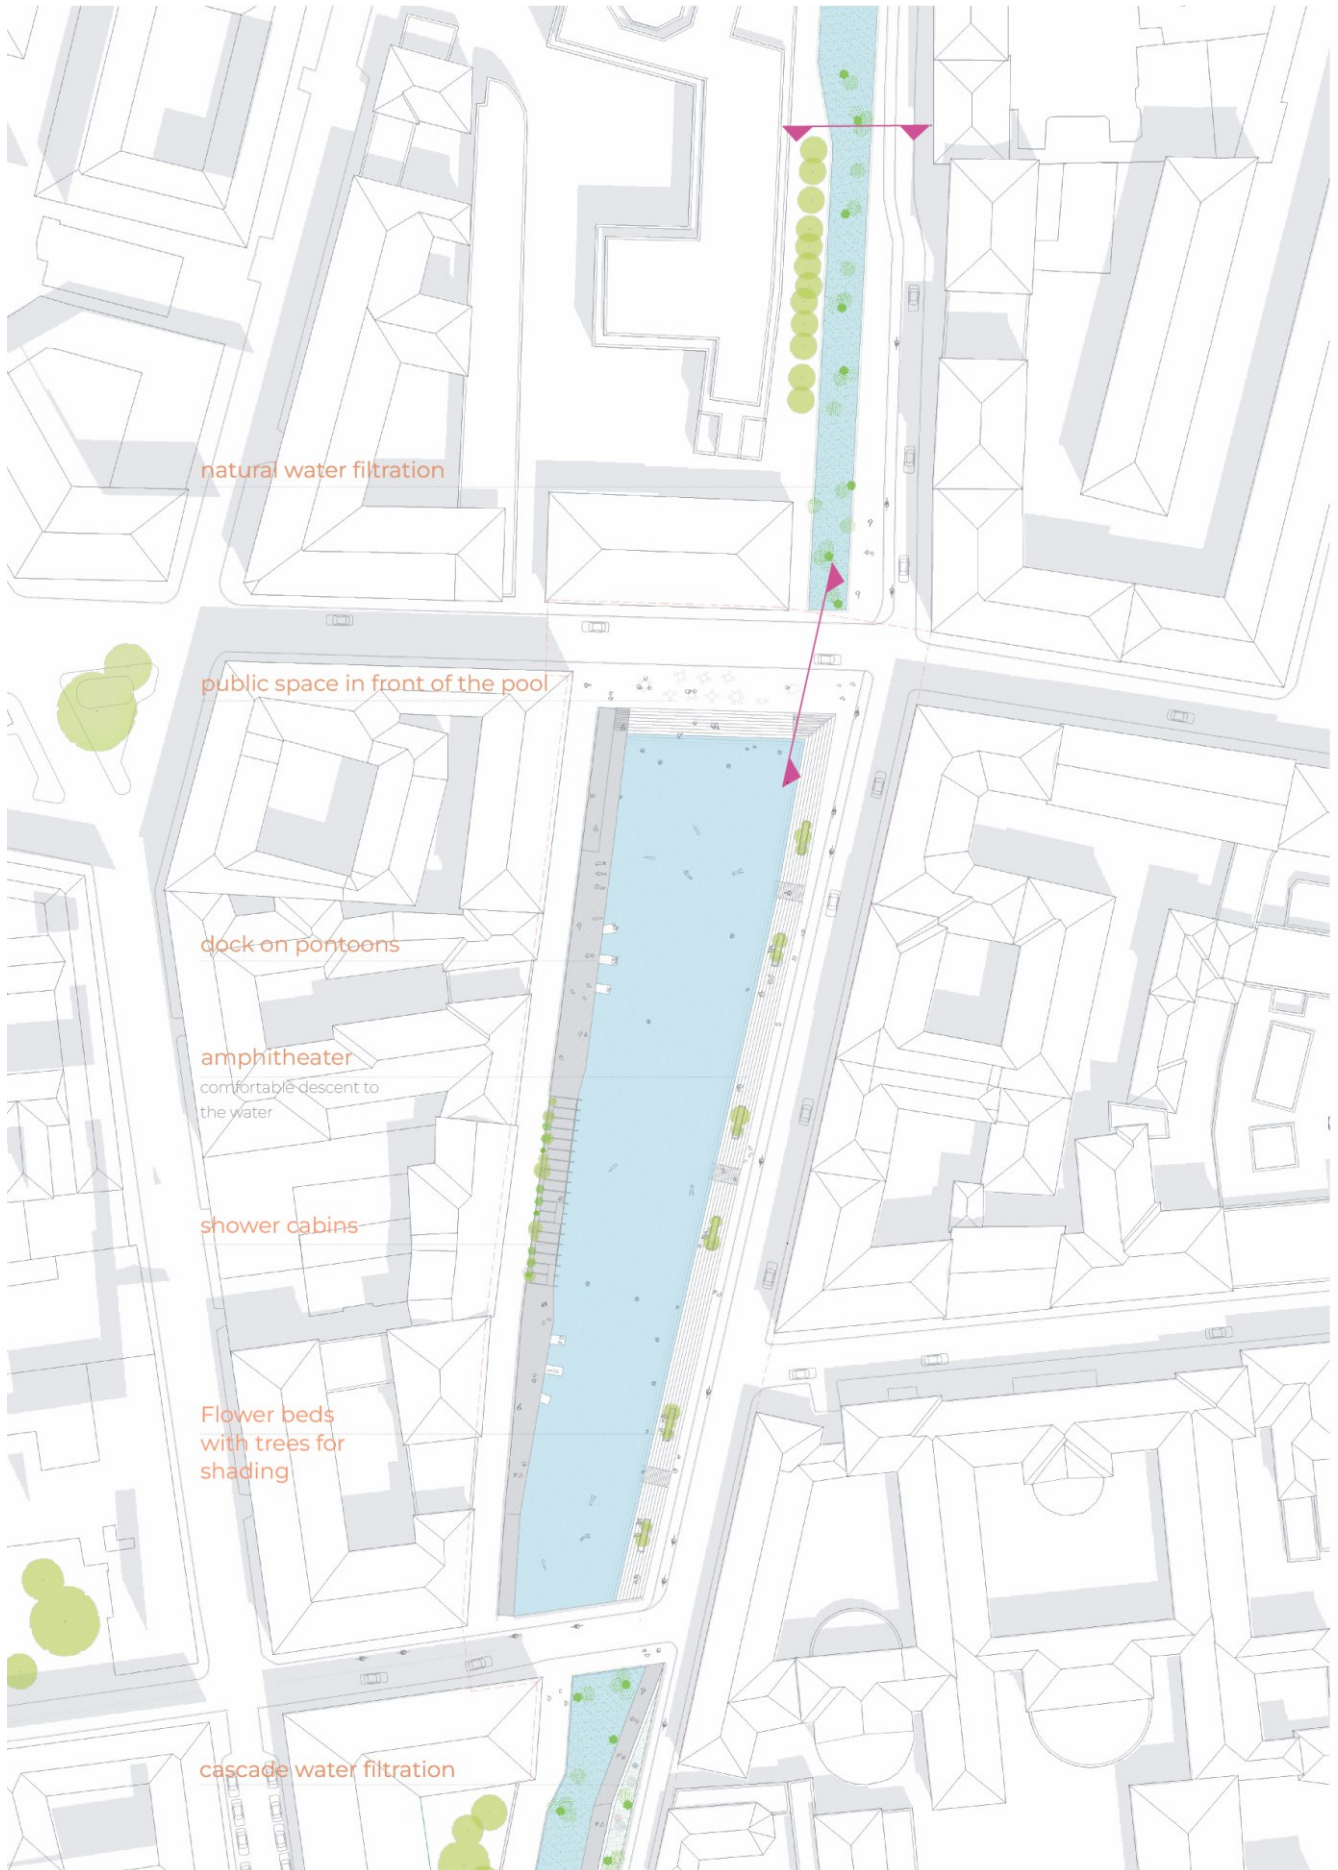 natural water filtration
public space in front of the pool
dock on pontoons
amphitheater
comfortable descent to
the water
shower cabins
Flower beds
with trees for
shading
cascade water filtration